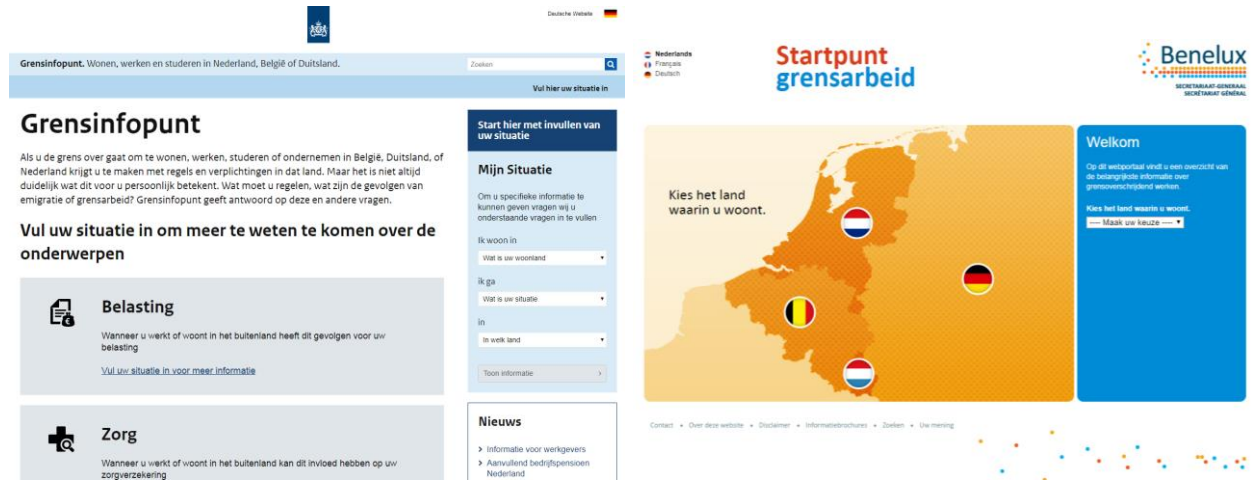 Deutsche Website
Grensinfopunt. Wonen, werken en studeren in Nederland, België of Duitsland.
Zoeken
Vul hier uw situatie in
Grensinfopunt
Als u de grens over gaat om te wonen, werken, studeren of ondernemen in België, Duitsland, of
Nederland krijgt u te maken met regels en verplichtingen in dat land. Maar het is niet altijd
duidelijk wat dit voor u persoonlijk betekent. Wat moet u regelen, wat zijn de gevolgen van
emigratie of grensarbeid? Grensinfopunt geeft antwoord op deze en andere vragen.
Vul uw situatie in om meer te weten te komen over de
onderwerpen
Belasting
Wanneer u werkt of woont in het buitenland heeft dit gevolgen voor uw
belasting
Vul uw situatie in voor meer informatie
Zorg
Wanneer u werkt of woont in het buitenland kan dit invloed hebben op uw
zorgverzekering
Start hier met invullen van
uw situatie
Mijn Situatie
Om u specifieke informatie te
kunnen geven vragen wij u
onderstaande vragen in te vullen
Ik woon in
Wat is uw woonland
ik ga
Wat is uw situatie
in
In welk land
Toon informatie
Nieuws
Informatie voor werkgevers
Aanvullend bedrijfspensioen
Nederland
Nederlands
Français
Deutsch
Startpunt
grensarbeid
Benelux
SECRETARIAAT-GENERAAL
SECRÉTARIAT GÉNÉRAL
Kies het land
waarin u woont.
Welkom
Op dit webportaal vindt u een overzicht van
de belangrijkste informatie over
grensoverschrijdend werken.
Kies het land waarin u woont.
---- Maak uw keuze ----
Contact • Over deze website • Disclaimer • Informatiebrochures • Zoeken • Uw mening